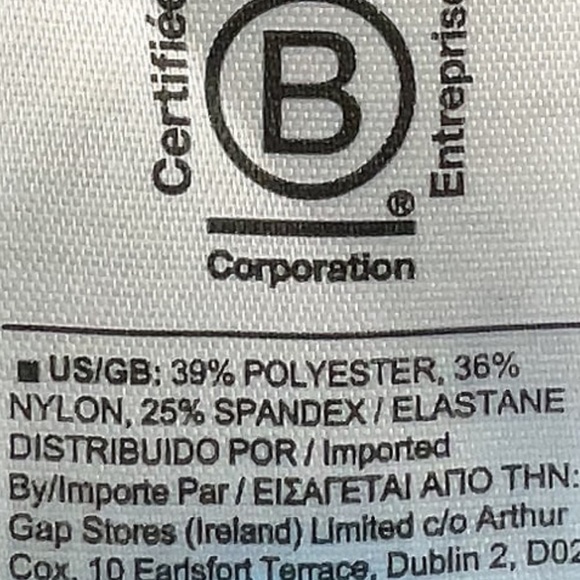 Certifiée
B
®
Entreprise
Corporation
■ US/GB: 39% POLYESTER, 36%
NYLON, 25% SPANDEX / ELASTANE
DISTRIBUIDO POR / Imported
By/Importe Par / ΕΙΣΑΓΕΤΑΙ ΑΠΟ ΤΗΝ:
Gap Stores (Ireland) Limited c/o Arthur
Cox, 10 Earlsfort Terrace, Dublin 2, D02